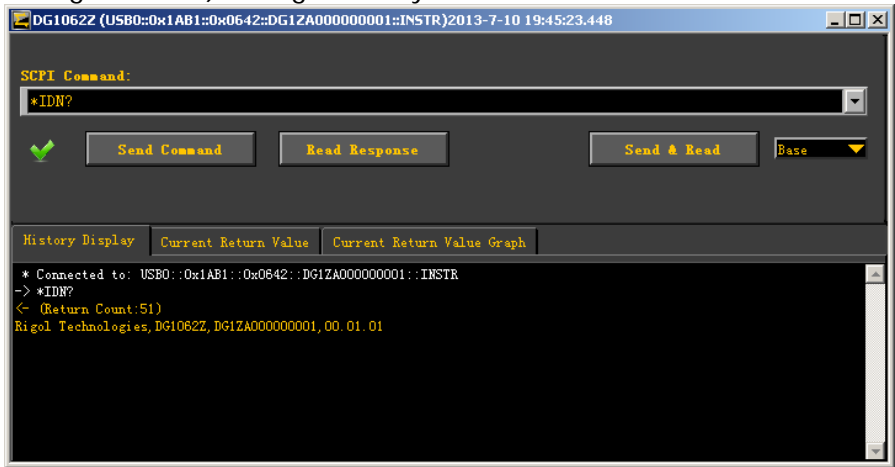 DG1062Z (USB0::0x1AB1::0x0642::DG1ZA000000001::INSTR)2013-7-10 19:45:23.448
SCPI Command:
*IDN?
Send Command Read Response Send & Read Base
History Display Current Return Value Current Return Value Graph
* Connected to: USB0::0x1AB1::0x0642::DG1ZA000000001::INSTR
-> *IDN?
<- (Return Count:51)
Rigol Technologies,DG1062Z,DG1ZA000000001,00.01.01